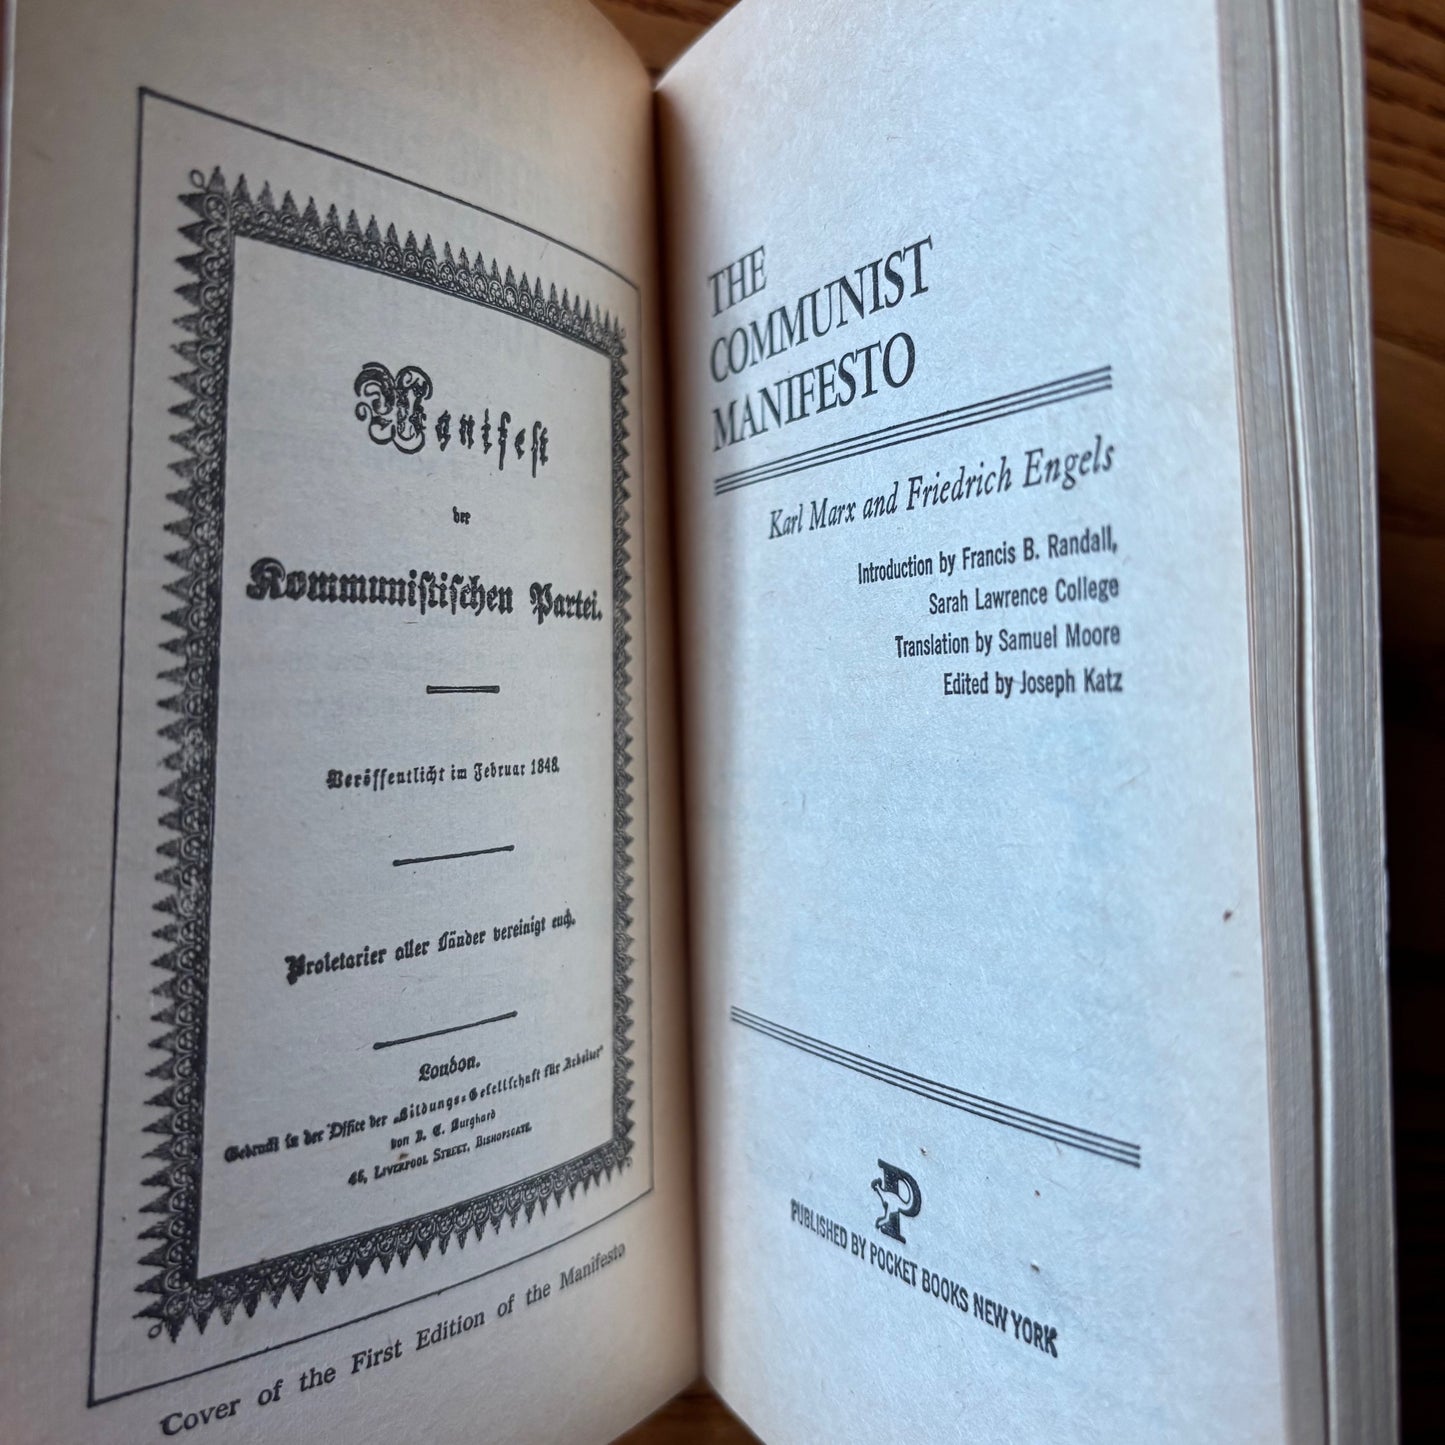 Manifest
der
Kommunistischen Partei.
Veröffentlicht im Februar 1848.
Proletarier aller Länder vereinigt euch.
London.
Gedruckt in der Office der „Bildungs-Gesellschaft für Arbeiter“
von J. E. Burghard
46, LIVERPOOL STREET, BISHOPSGATE.
Cover of the First Edition of the Manifesto
THE
COMMUNIST
MANIFESTO
Karl Marx and Friedrich Engels
Introduction by Francis B. Randall,
Sarah Lawrence College
Translation by Samuel Moore
Edited by Joseph Katz
P
PUBLISHED BY POCKET BOOKS NEW YORK